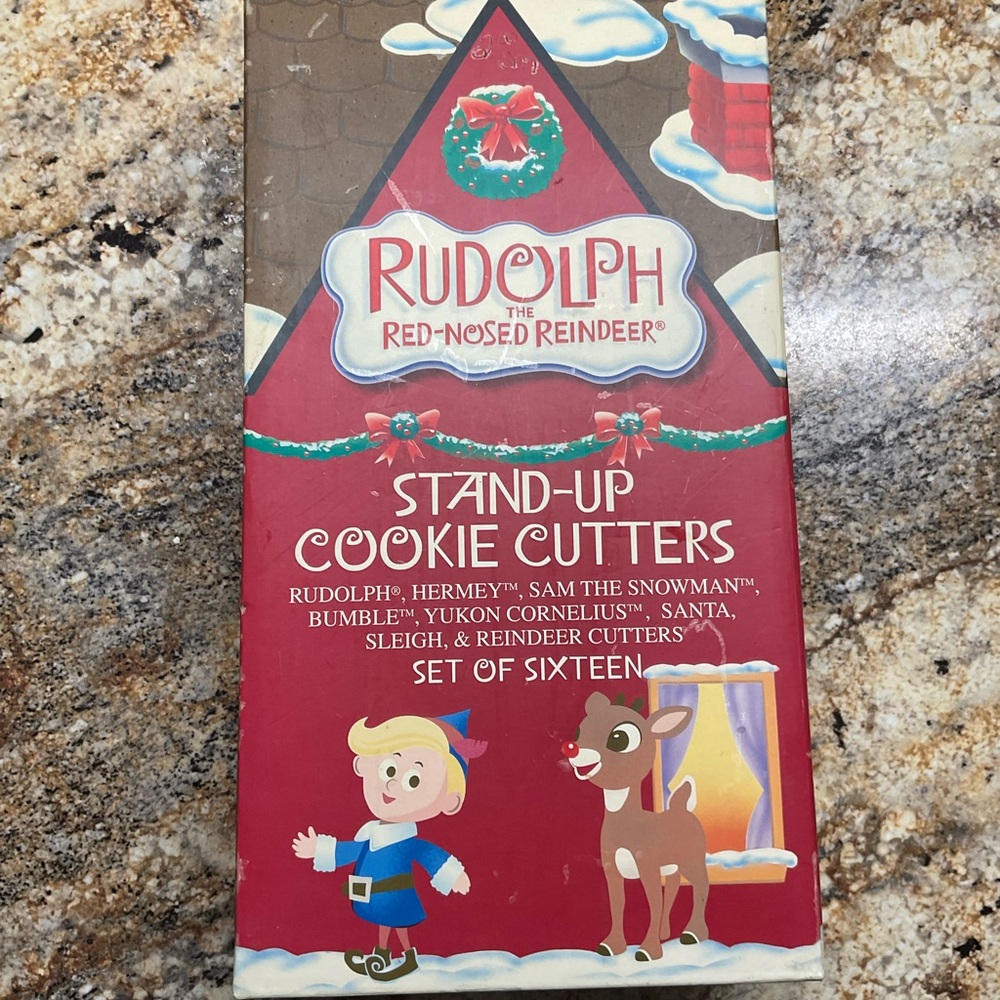 RUDOLPH
THE
RED-NOSED REINDEER®
STAND-UP
COOKIE CUTTERS
RUDOLPH®, HERMEY™, SAM THE SNOWMAN™,
BUMBLE™, YUKON CORNELIUS™, SANTA,
SLEIGH, & REINDEER CUTTERS
SET OF SIXTEEN